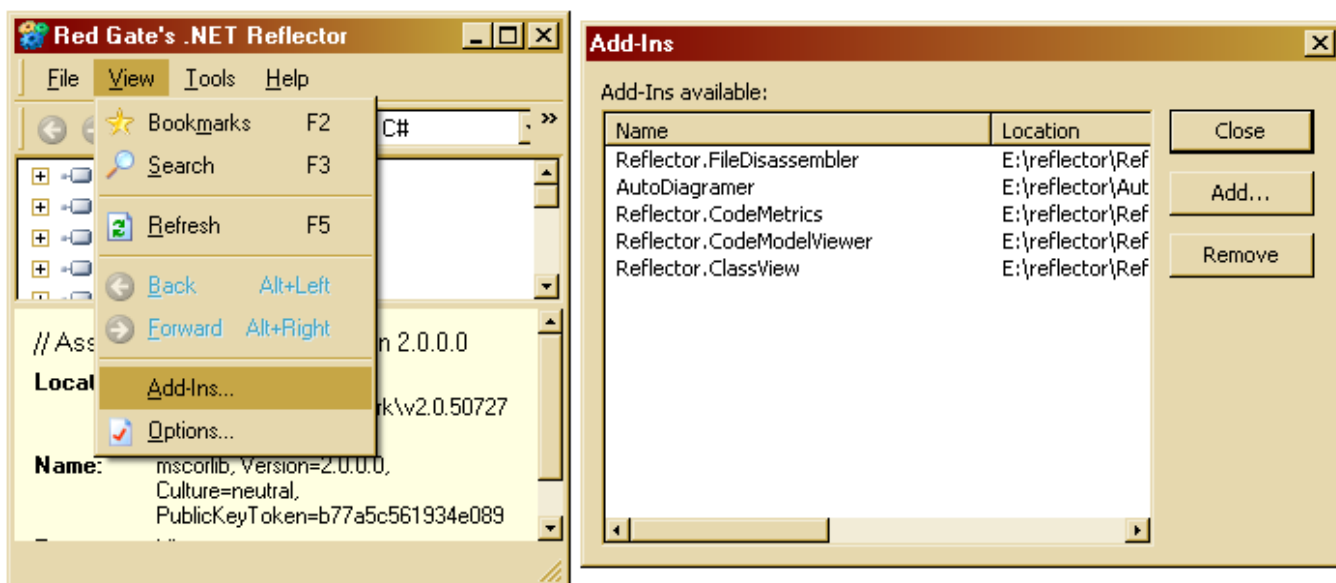 Red Gate's .NET Reflector
File View Tools Help
Bookmarks F2
C#
Search F3
Refresh F5
Back Alt+Left
Forward Alt+Right
// Ass n 2.0.0.0
Add-Ins...
Locat
rk\v2.0.50727
Options...
Name: mscorlib, Version=2.0.0.0,
Culture=neutral,
PublicKeyToken=b77a5c561934e089
Add-Ins
Add-Ins available:
Name Location
Reflector.FileDisassembler E:\reflector\Ref
AutoDiagramer E:\reflector\Aut
Reflector.CodeMetrics E:\reflector\Ref
Reflector.CodeModelViewer E:\reflector\Ref
Reflector.ClassView E:\reflector\Ref
Close
Add...
Remove